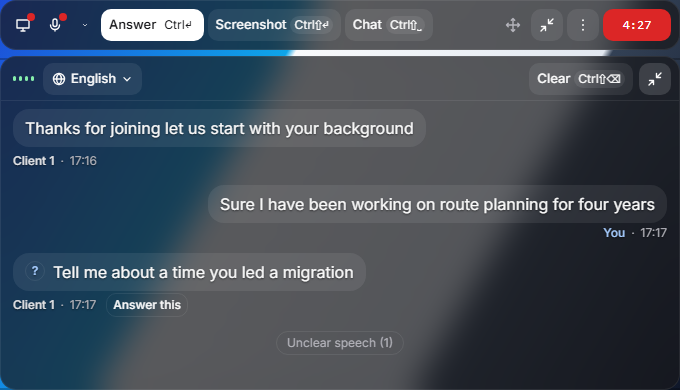 Answer Ctrl↵ Screenshot Ctrl⇧↵ Chat Ctrl⇧⎵ 4:27
English Clear Ctrl⇧⌫
Thanks for joining let us start with your background
Client 1 · 17:16
Sure I have been working on route planning for four years
You · 17:17
? Tell me about a time you led a migration
Client 1 · 17:17 Answer this
Unclear speech (1)